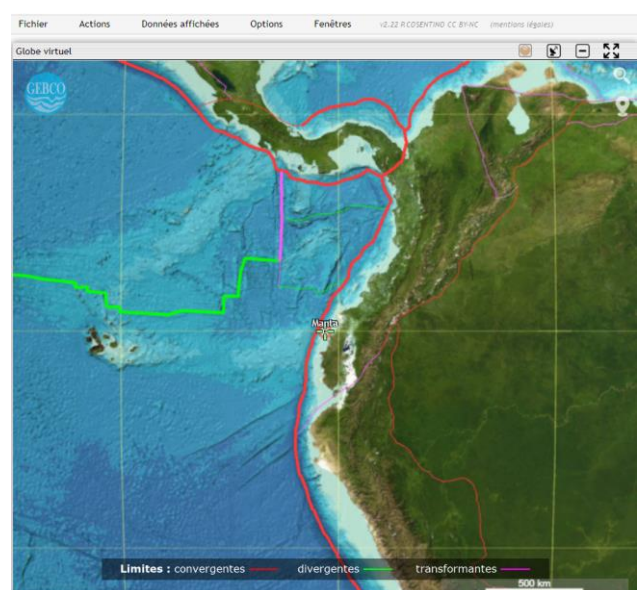 Fichier Actions Données affichées Options Fenêtres v2.22 P.COSENTINO CC BY-NC (mentions légales)
Globe virtuel
GEBCO
Manta
Limites : convergentes divergentes transformantes
500 km